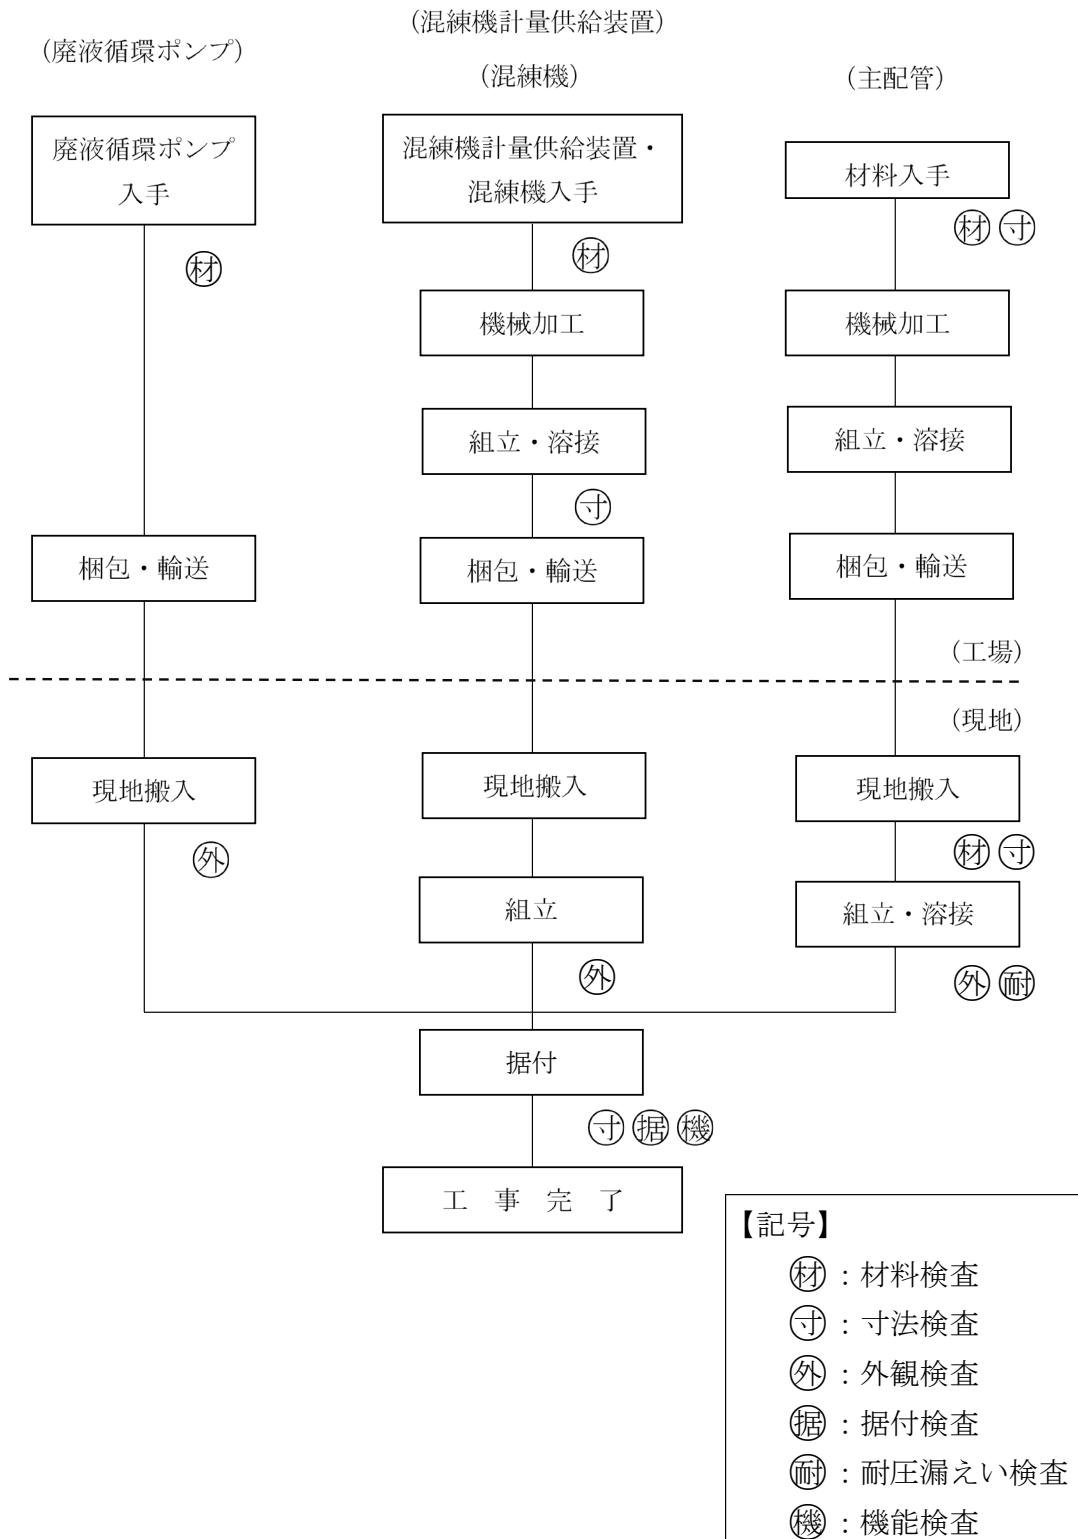 (廃液循環ポンプ)
(混練機計量供給装置)
(混練機)
(主配管)
廃液循環ポンプ
入手
混練機計量供給装置・
混練機入手
材料入手
材
材
材 寸
機械加工
機械加工
組立・溶接
組立・溶接
寸
梱包・輸送
梱包・輸送
梱包・輸送
(工場)
(現地)
現地搬入
現地搬入
現地搬入
外
材 寸
組立
組立・溶接
外
外 耐
据付
寸 据 機
工 事 完 了
【記号】
材:材料検査
寸:寸法検査
外:外観検査
据:据付検査
耐:耐圧漏えい検査
機:機能検査